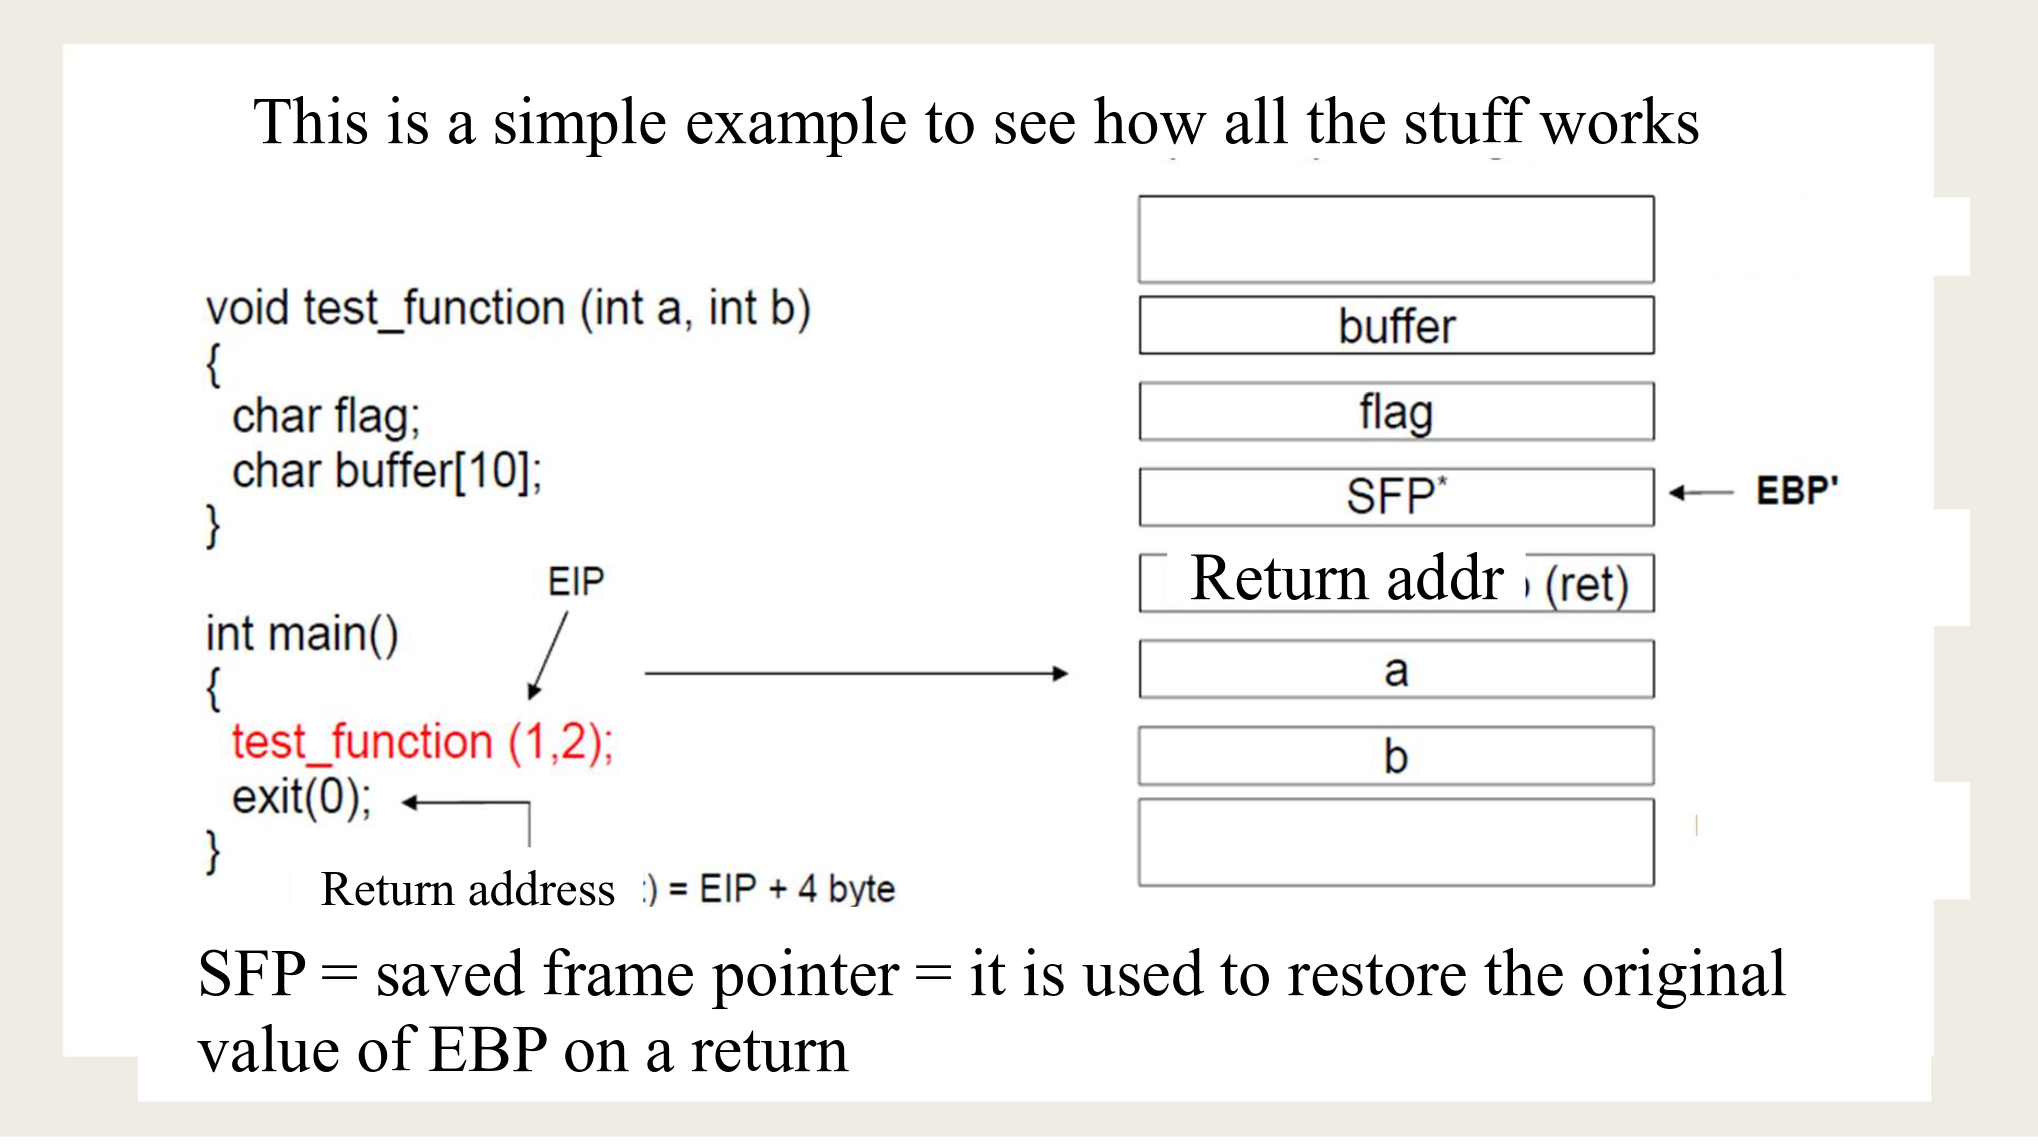 This is a simple example to see how all the stuff works
void test_function (int a, int b)
{
char flag;
char buffer[10];
}
EIP
int main()
{
test_function (1,2);
exit(0);
}
Return address :) = EIP + 4 byte
buffer
flag
SFP*
EBP'
Return addr (ret)
a
b
SFP = saved frame pointer = it is used to restore the original
value of EBP on a return